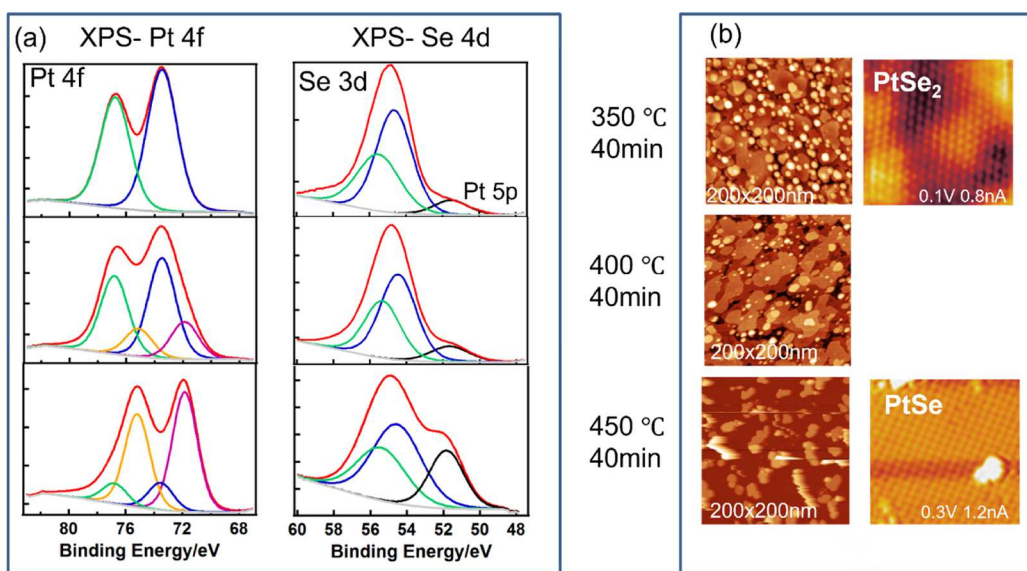 (a)
XPS- Pt 4f
XPS- Se 4d
Pt 4f
Se 3d
Pt 5p
80 76 72 68
Binding Energy/eV
60 58 56 54 52 50 48
Binding Energy/eV
350 ℃
40min
400 ℃
40min
450 ℃
40min
(b)
200x200nm
PtSe₂
0.1V 0.8nA
200x200nm
200x200nm
PtSe
0.3V 1.2nA